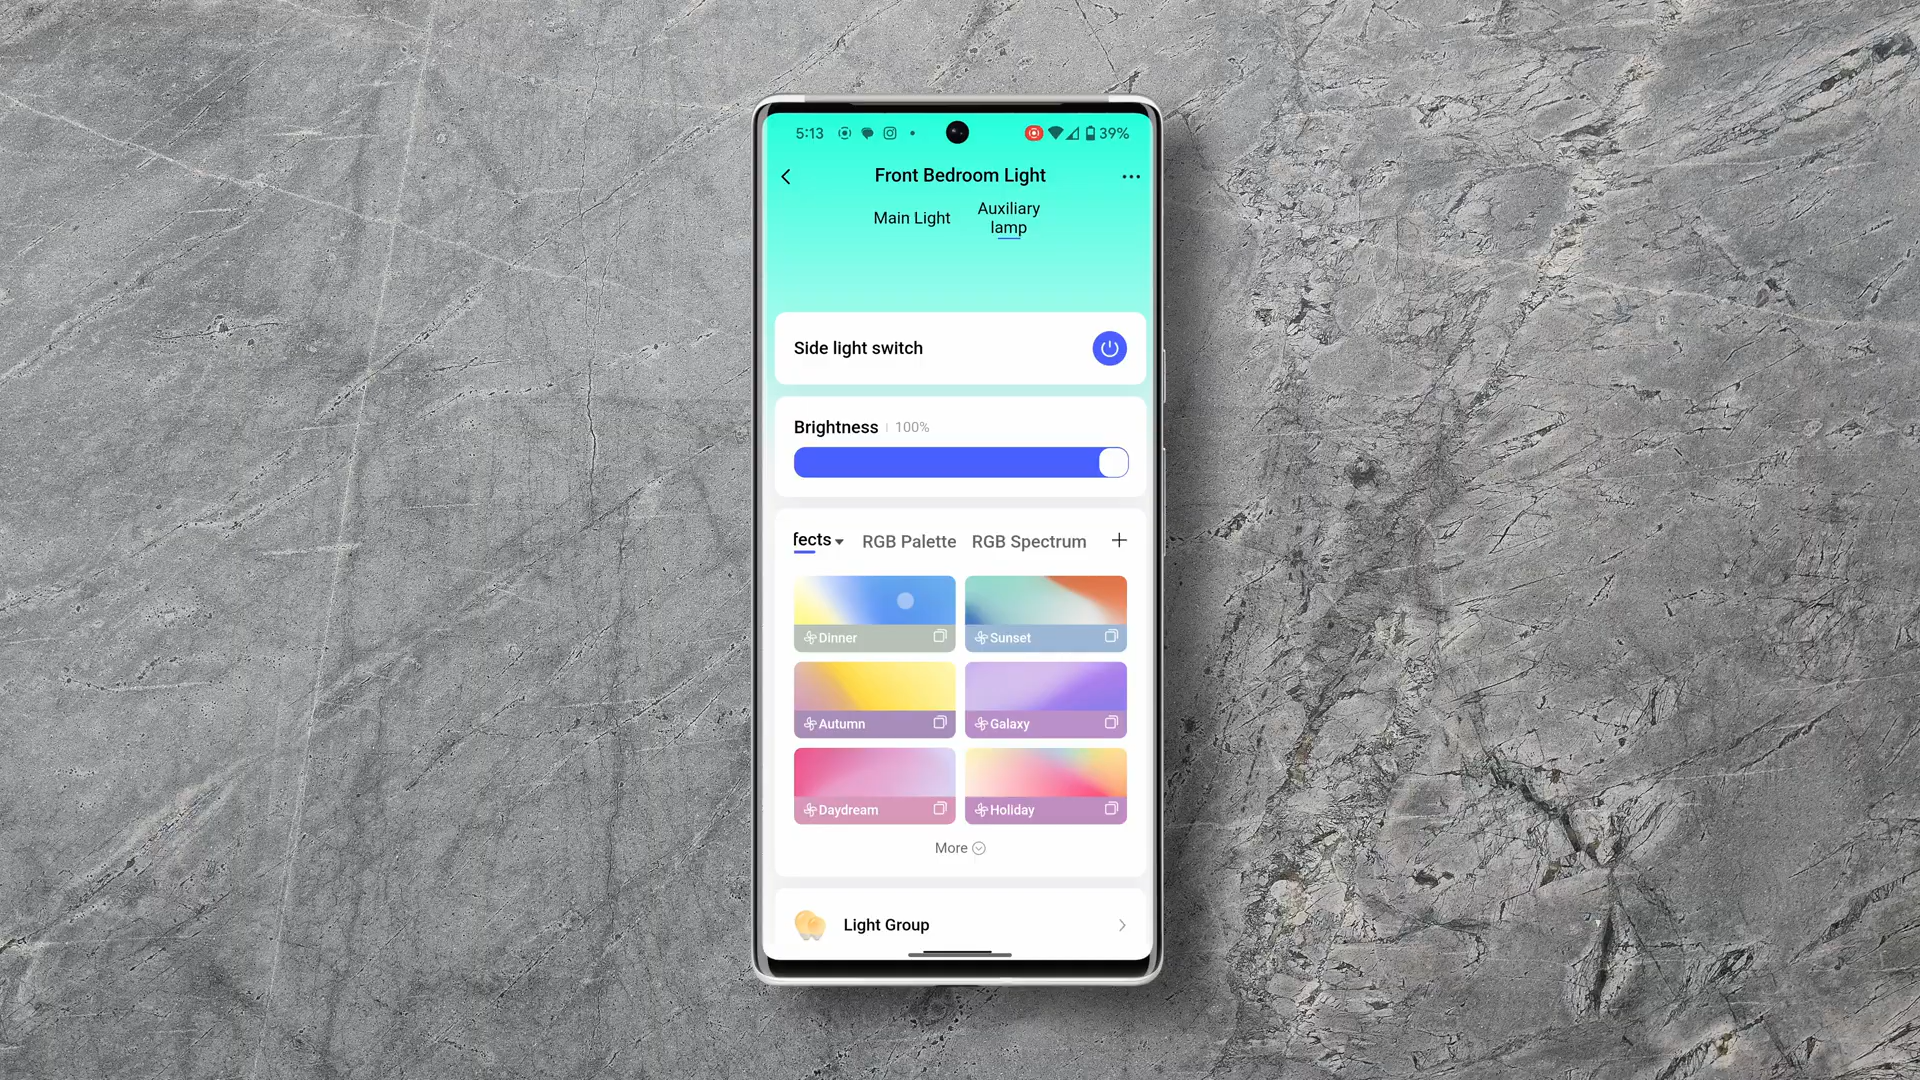 5:13 39%
Front Bedroom Light
Main Light
Auxiliary
lamp
Side light switch
Brightness 100%
fects RGB Palette RGB Spectrum
Dinner Sunset
Autumn Galaxy
Daydream Holiday
More
Light Group